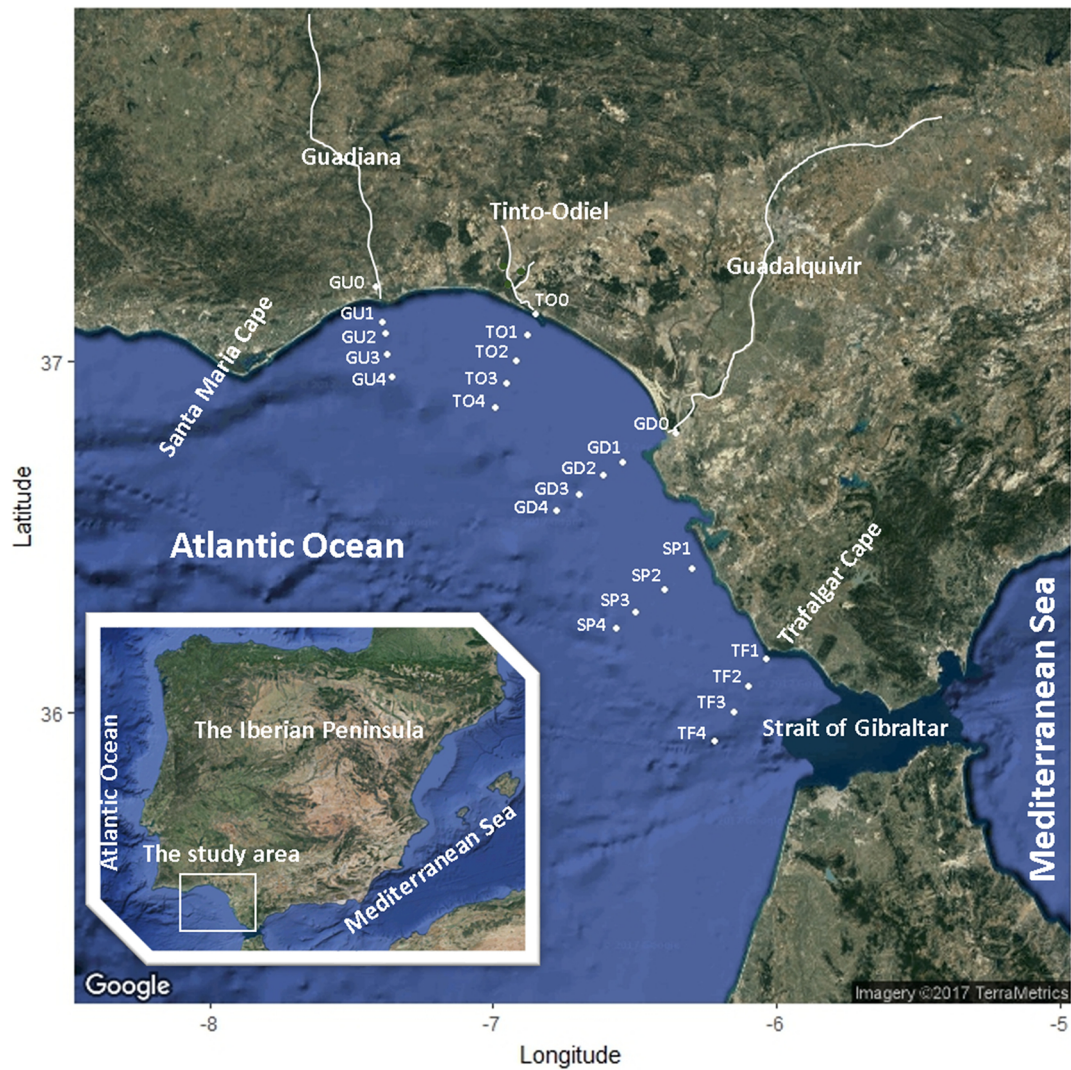 Guadiana
Tinto-Odiel
Guadalquivir
GU0
TO0
Santa Maria Cape
GU1
GU2
GU3
GU4
TO1
TO2
TO3
TO4
37
GD0
GD1
GD2
GD3
GD4
Latitude
Atlantic Ocean
SP1
SP2
SP3
SP4
Trafalgar Cape
TF1
TF2
TF3
TF4
36
Strait of Gibraltar
Mediterranean Sea
The Iberian Peninsula
Atlantic Ocean
The study area
Mediterranean Sea
Google
Imagery ©2017 TerraMetrics
-8
-7
-6
-5
Longitude